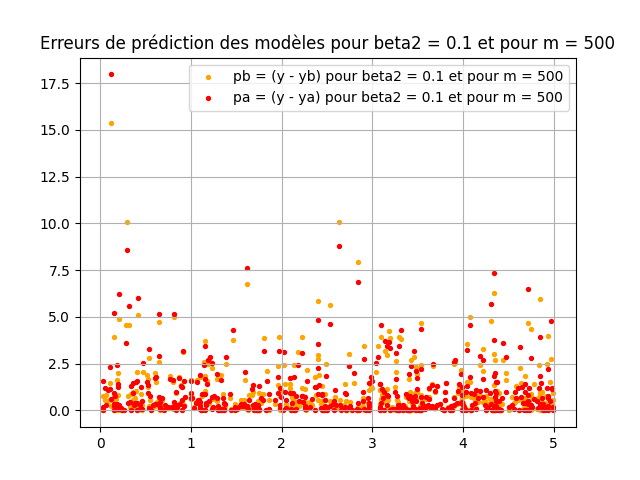 Erreurs de prédiction des modèles pour beta2 = 0.1 et pour m = 500
pb = (y - yb) pour beta2 = 0.1 et pour m = 500
pa = (y - ya) pour beta2 = 0.1 et pour m = 500
17.5
15.0
12.5
10.0
7.5
5.0
2.5
0.0
0 1 2 3 4 5